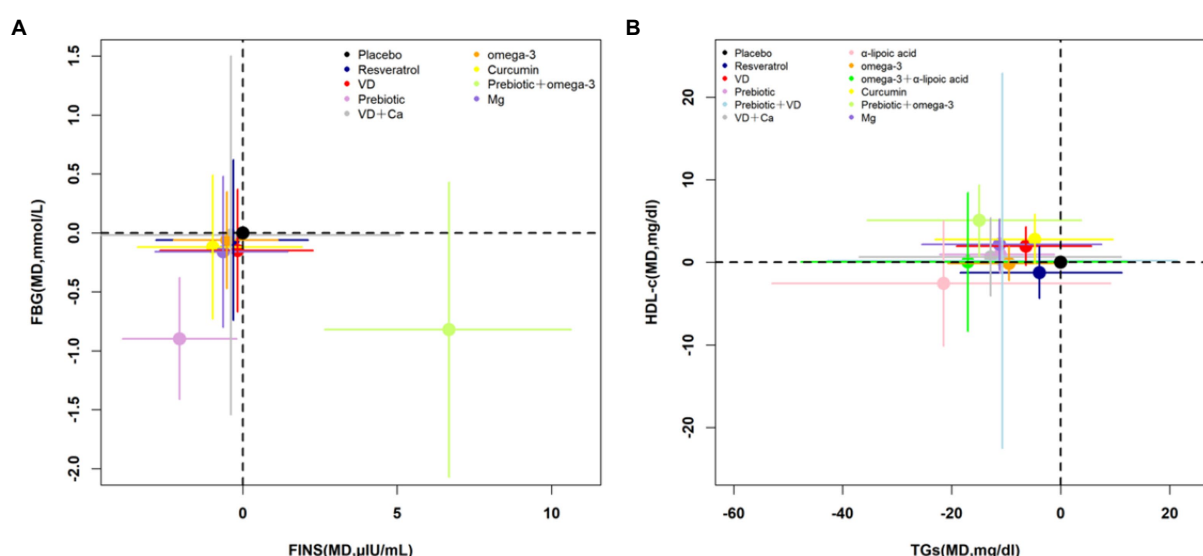 A
FBG(MD,mmol/L)
1.5
1.0
0.5
0.0
-0.5
-1.0
-1.5
-2.0
Placebo
Resveratrol
VD
Prebiotic
VD+Ca
omega-3
Curcumin
Prebiotic+omega-3
Mg
0
5
10
FINS(MD,μIU/mL)
B
HDL-c(MD,mg/dl)
20
10
0
-10
-20
Placebo
Resveratrol
VD
Prebiotic
Prebiotic+VD
VD+Ca
α-lipoic acid
omega-3
omega-3+α-lipoic acid
Curcumin
Prebiotic+omega-3
Mg
-60
-40
-20
0
20
TGs(MD,mg/dl)